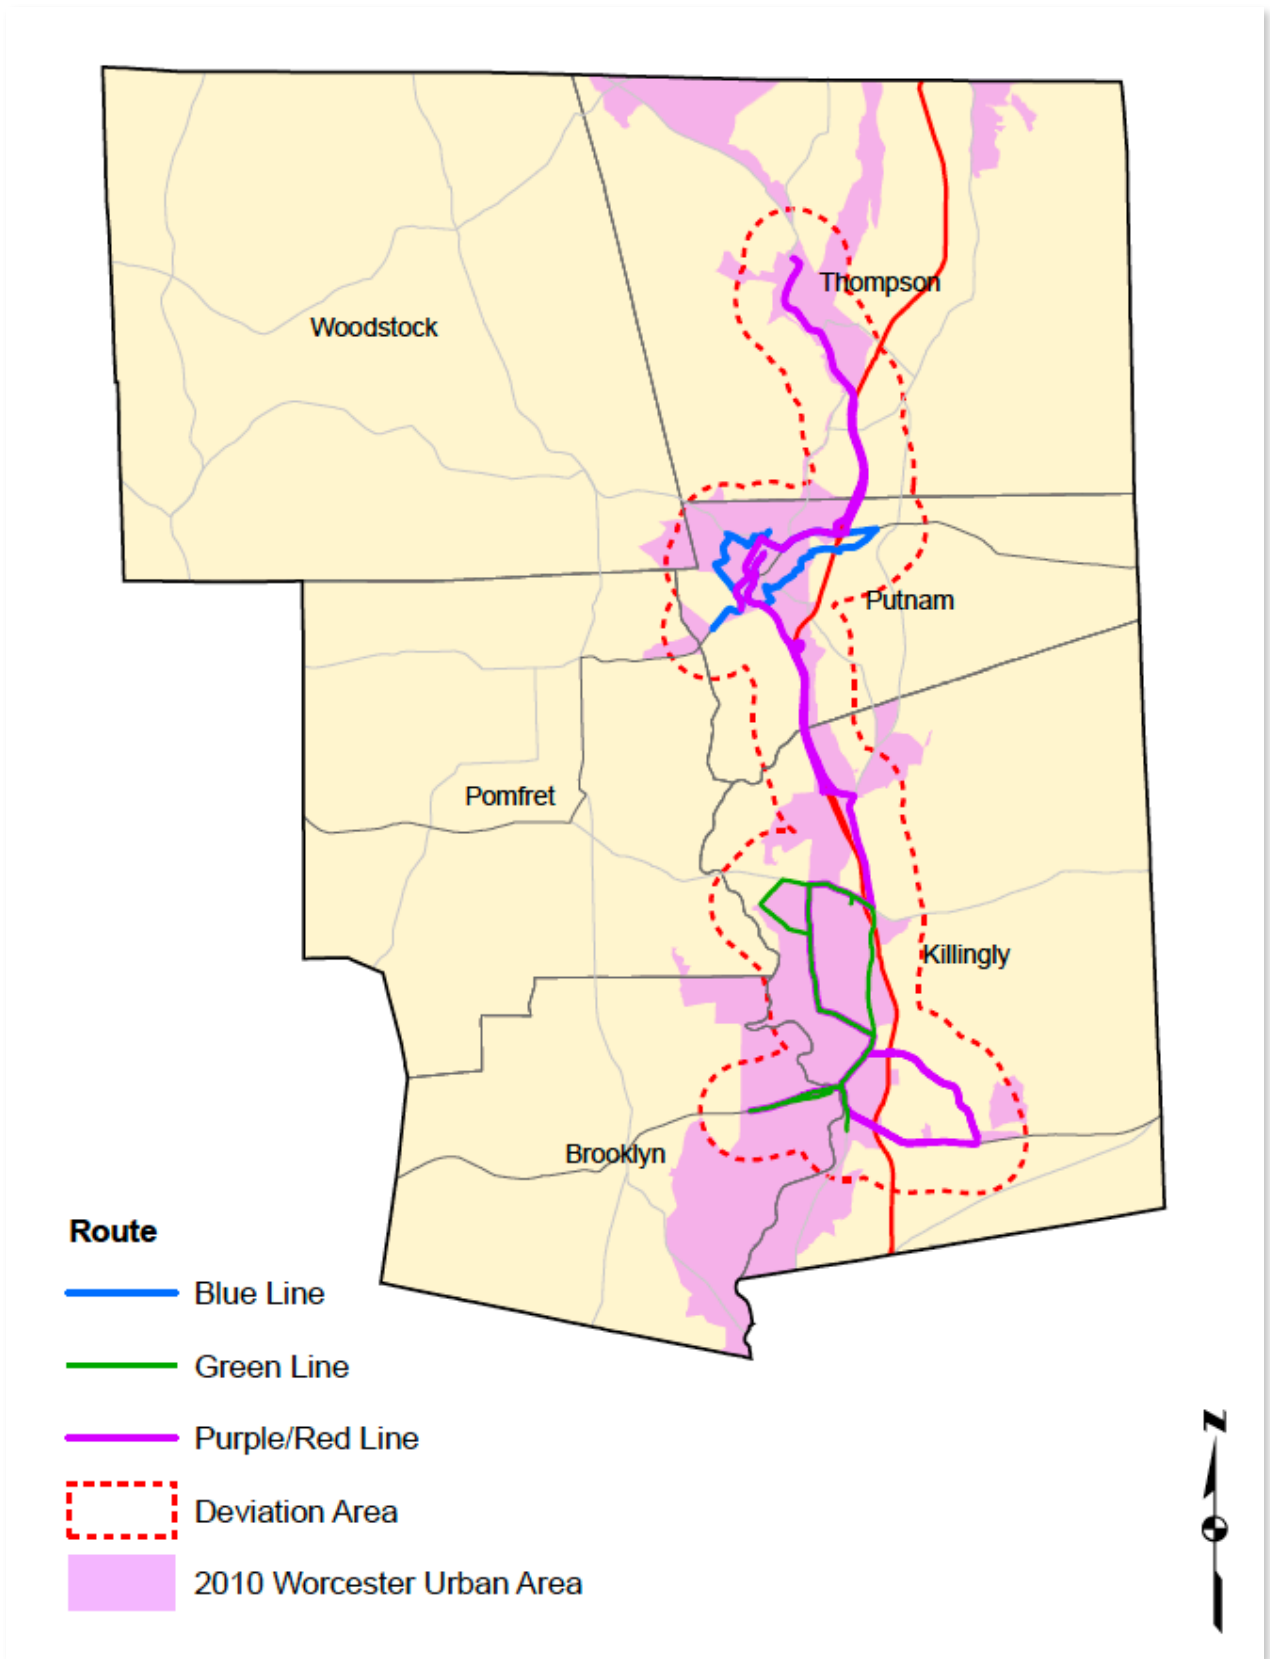 Thompson
Woodstock
Putnam
Pomfret
Killingly
Brooklyn
Route
Blue Line
Green Line
Purple/Red Line
Deviation Area
2010 Worcester Urban Area
N